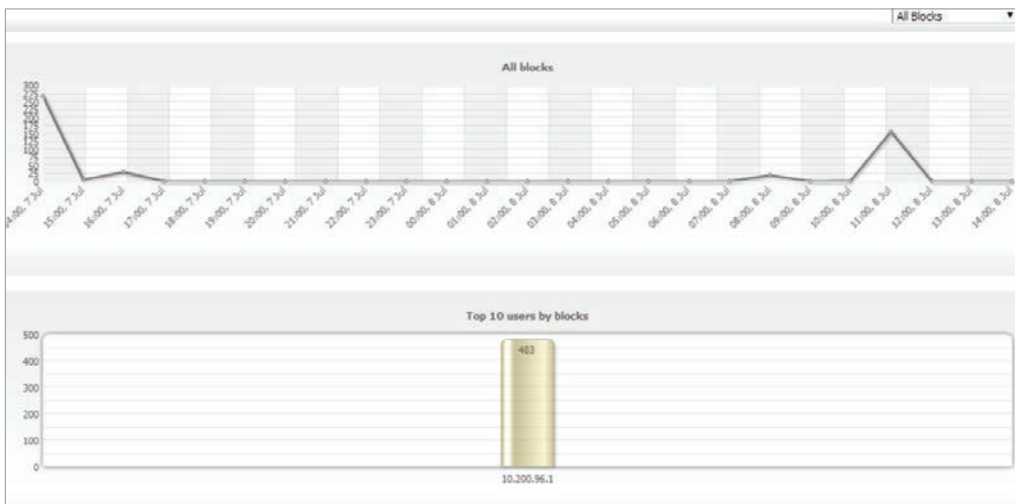 All Blocks
All blocks
300
275
250
225
200
175
150
125
100
75
50
25
0
14:00, 7 Jul
15:00, 7 Jul
16:00, 7 Jul
17:00, 7 Jul
18:00, 7 Jul
19:00, 7 Jul
20:00, 7 Jul
21:00, 7 Jul
22:00, 7 Jul
23:00, 7 Jul
00:00, 8 Jul
01:00, 8 Jul
02:00, 8 Jul
03:00, 8 Jul
04:00, 8 Jul
05:00, 8 Jul
06:00, 8 Jul
07:00, 8 Jul
08:00, 8 Jul
09:00, 8 Jul
10:00, 8 Jul
11:00, 8 Jul
12:00, 8 Jul
13:00, 8 Jul
14:00, 8 Jul
Top 10 users by blocks
500
400
300
200
100
0
483
10.200.96.1